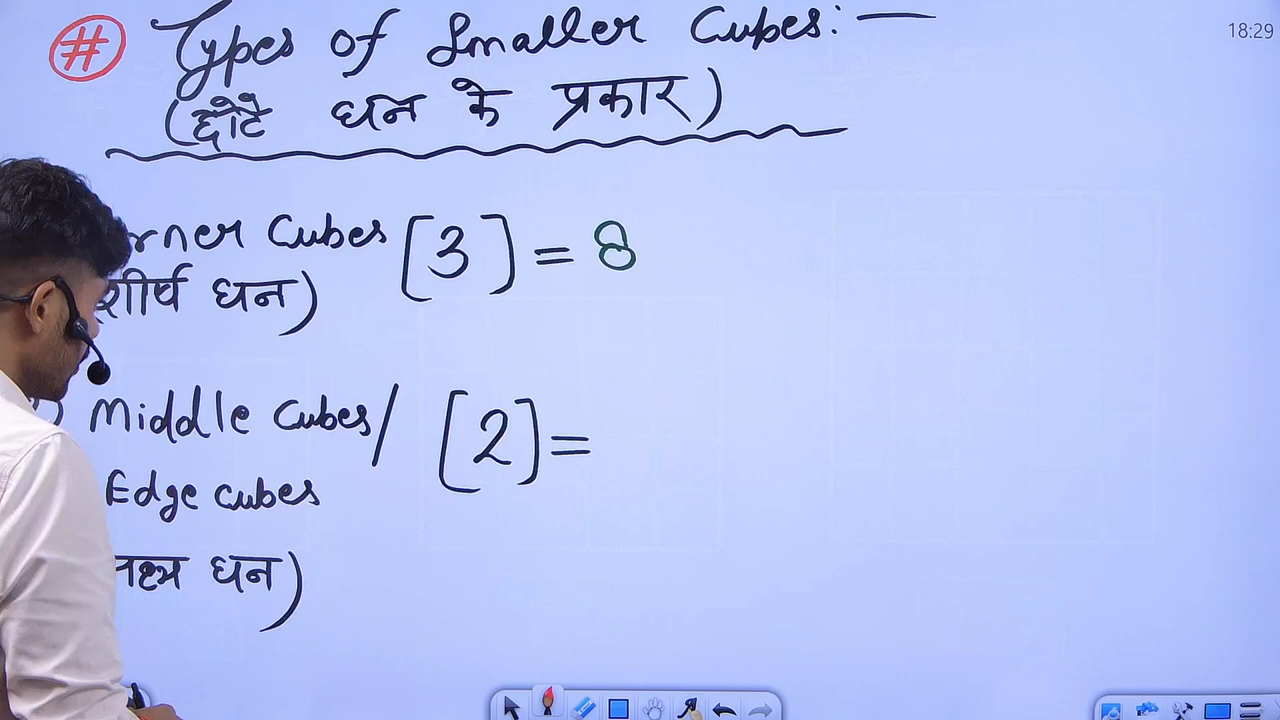 # Types of Smaller Cubes:—
(छोटे घन के प्रकार)
18:29
rner Cubes [3] = 8
शीर्ष घन)
) Middle Cubes/ [2] =
Edge cubes
घन)